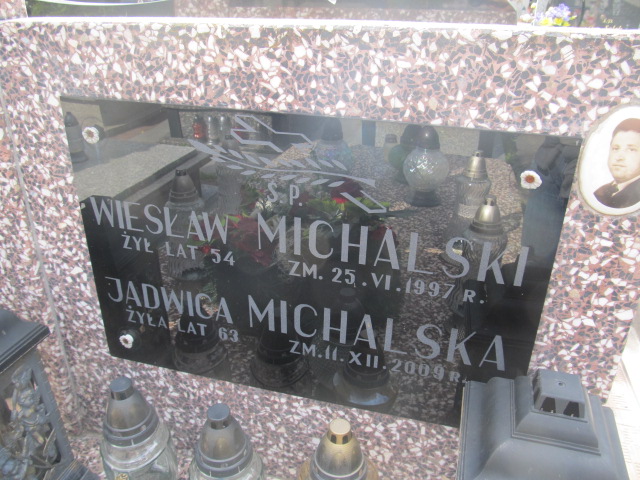 Ś.P.
WIESŁAW MICHALSKI
ŻYŁ LAT 54 ZM. 25.VI.1997 R.
JADWIGA MICHALSKA
ŻYŁA LAT 63 ZM. 11.XII.2009 R.